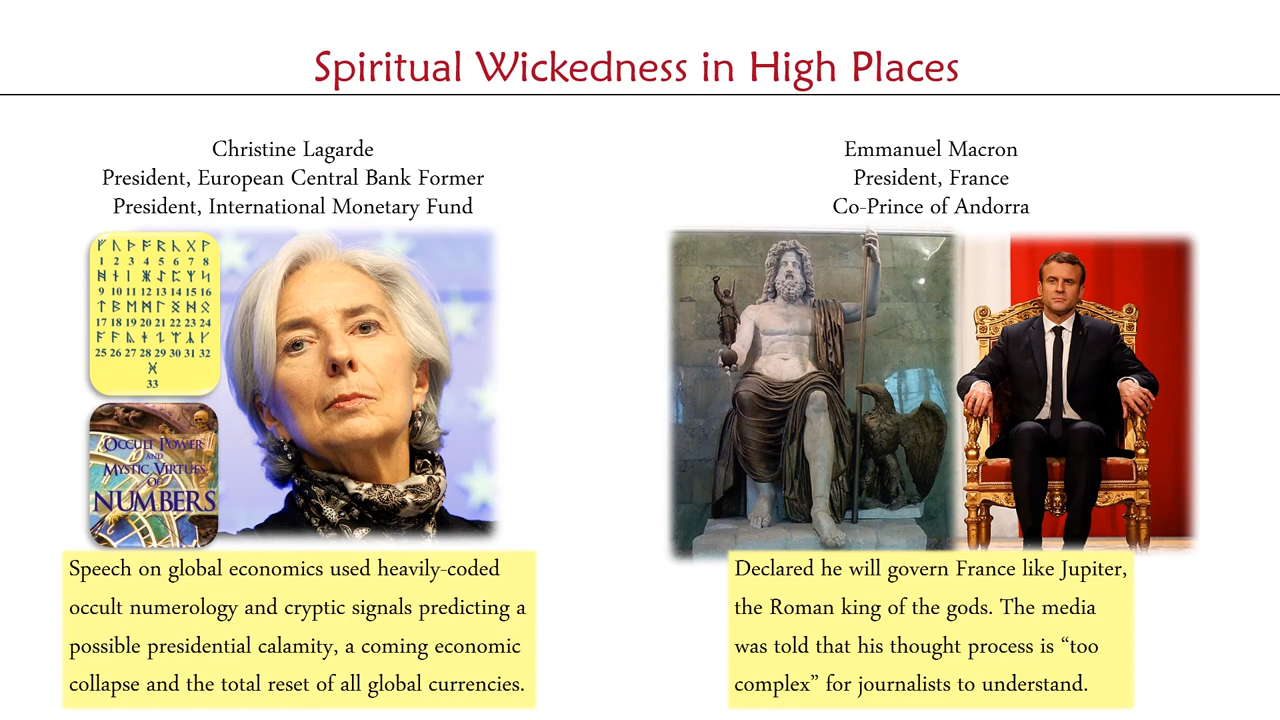 Spiritual Wickedness in High Places
Christine Lagarde
President, European Central Bank Former
President, International Monetary Fund
1 2 3 4 5 6 7 8
9 10 11 12 13 14 15 16
17 18 19 20 21 22 23 24
25 26 27 28 29 30 31 32
33
OCCULT POWER
AND
MYSTIC VIRTUES
OF
NUMBERS
Speech on global economics used heavily-coded
occult numerology and cryptic signals predicting a
possible presidential calamity, a coming economic
collapse and the total reset of all global currencies.
Emmanuel Macron
President, France
Co-Prince of Andorra
Declared he will govern France like Jupiter,
the Roman king of the gods. The media
was told that his thought process is “too
complex” for journalists to understand.